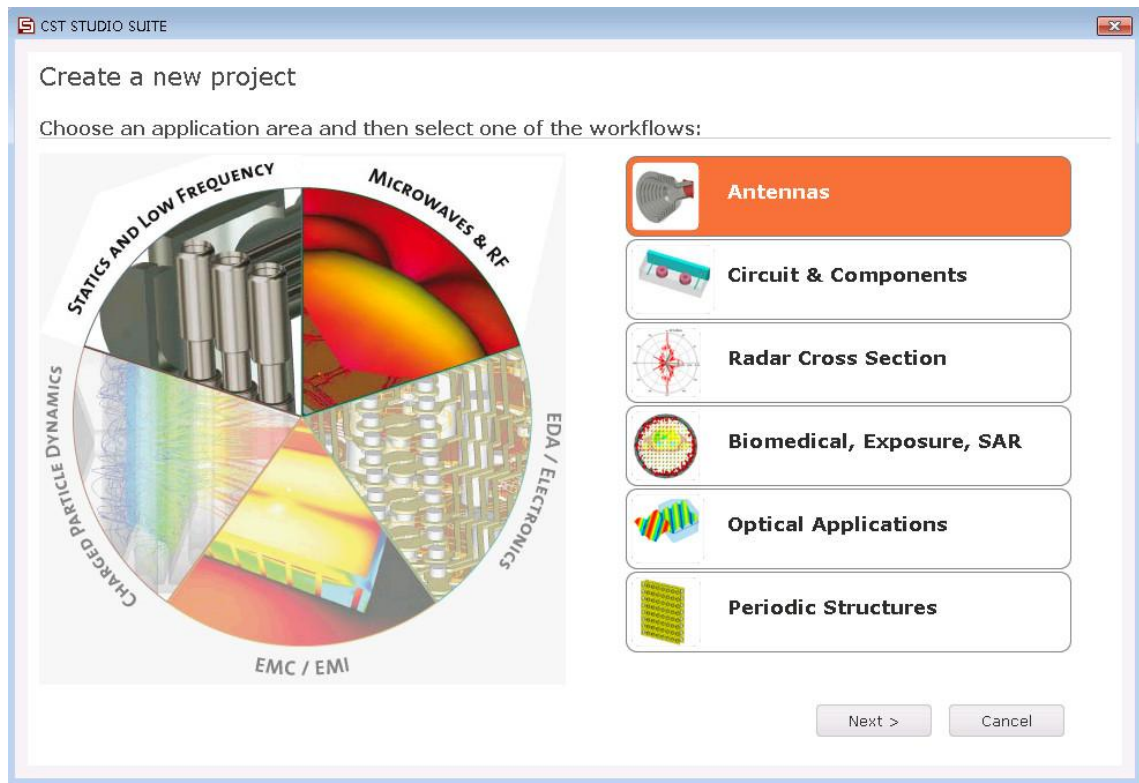 CST STUDIO SUITE
Create a new project
Choose an application area and then select one of the workflows:
STATICS AND LOW FREQUENCY
MICROWAVES & RF
EDA / ELECTRONICS
EMC / EMI
CHARGED PARTICLE DYNAMICS
Antennas
Circuit & Components
Radar Cross Section
Biomedical, Exposure, SAR
Optical Applications
Periodic Structures
Next >
Cancel